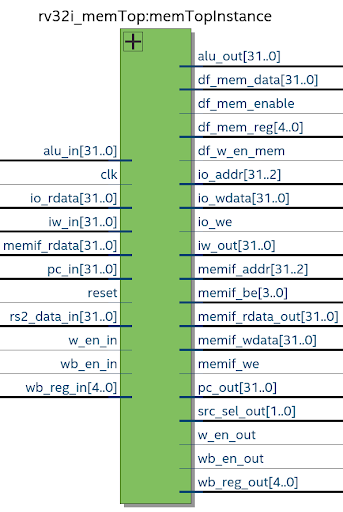 rv32i_memTop:memTopInstance
alu_out[31..0]
df_mem_data[31..0]
df_mem_enable
df_mem_reg[4..0]
alu_in[31..0]
df_w_en_mem
clk
io_addr[31..2]
io_rdata[31..0]
io_wdata[31..0]
iw_in[31..0]
io_we
memif_rdata[31..0]
iw_out[31..0]
pc_in[31..0]
memif_addr[31..2]
reset
memif_be[3..0]
rs2_data_in[31..0]
memif_rdata_out[31..0]
w_en_in
memif_wdata[31..0]
wb_en_in
memif_we
wb_reg_in[4..0]
pc_out[31..0]
src_sel_out[1..0]
w_en_out
wb_en_out
wb_reg_out[4..0]